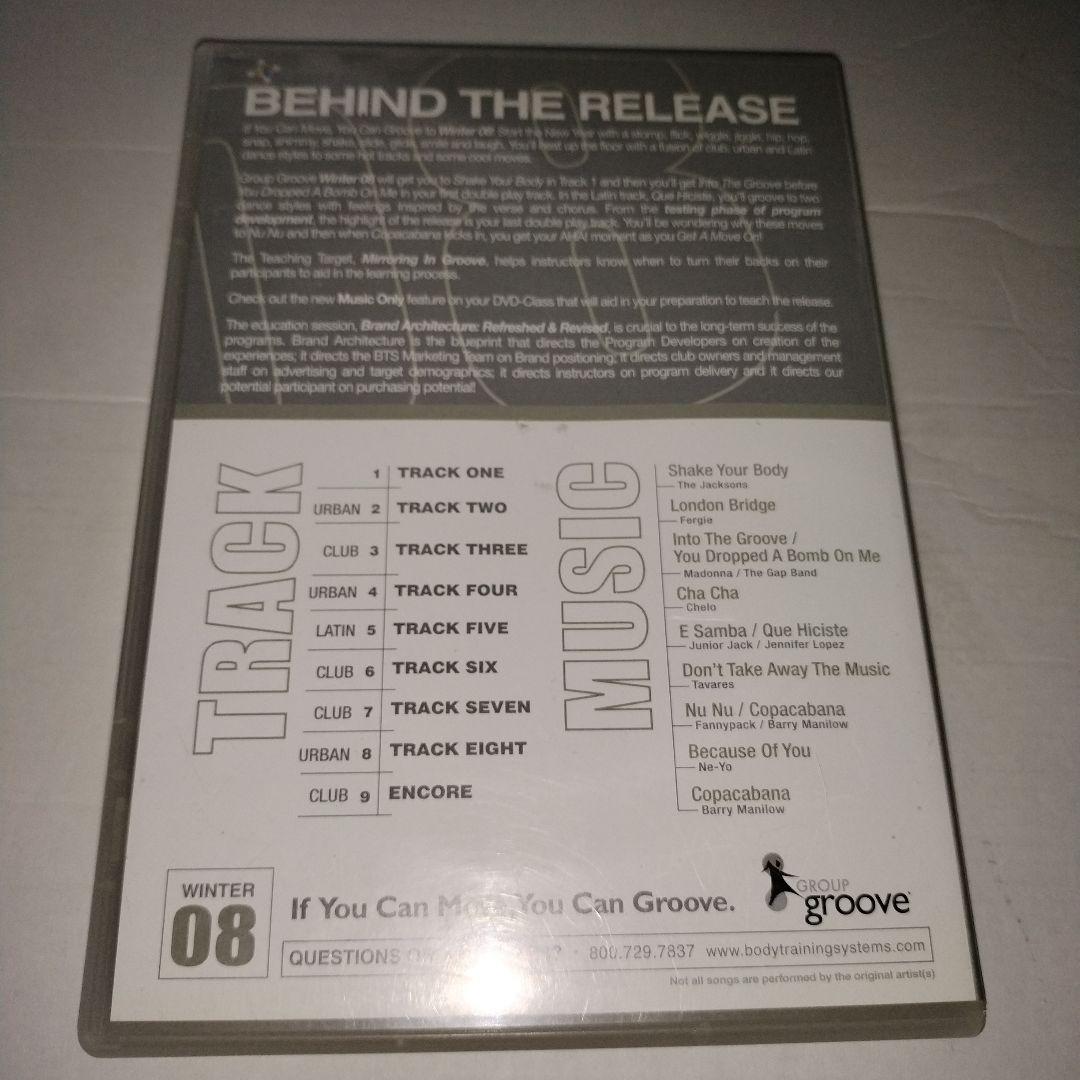 BEHIND THE RELEASE
If You Can Move, You Can Groove to Winter 08! Start the New Year with a stomp, flick, wiggle, jiggle, hip, hop,
snap, shimmy, shake, glide, smile and laugh. You'll heat up the floor with a fusion of club, urban and Latin
dance styles to some hot tracks and some cool moves.
Group Groove Winter 08 will get you to Shake Your Body in Track 1 and then you'll get Into The Groove before
You Dropped A Bomb On Me in your first double play track. In the Latin track, Que Hiciste, you'll groove to two
dance styles with feelings inspired by the verse and chorus. From the testing phase of program
development, the highlight of the release is your last double play track. You'll be wondering why these moves
to Nu Nu and then when Copacabana kicks in, you get your AHA! moment as you Get A Move On!
The Teaching Target, Mirroring In Groove, helps instructors know when to turn their backs on their
participants to aid in the learning process.
Check out the new Music Only feature on your DVD-Class that will aid in your preparation to teach the release.
The education session, Brand Architecture: Refreshed & Revised, is crucial to the long-term success of the
programs. Brand Architecture is the blueprint that directs the Program Developers on creation of the
experiences; it directs the BTS Marketing Team on Brand positioning; it directs club owners and management
staff on advertising and target demographics; it directs instructors on program delivery and it directs our
potential participant on purchasing potential!
TRACK
1 TRACK ONE
URBAN 2 TRACK TWO
CLUB 3 TRACK THREE
URBAN 4 TRACK FOUR
LATIN 5 TRACK FIVE
CLUB 6 TRACK SIX
CLUB 7 TRACK SEVEN
URBAN 8 TRACK EIGHT
CLUB 9 ENCORE
MUSIC
Shake Your Body
The Jacksons
London Bridge
Fergie
Into The Groove /
You Dropped A Bomb On Me
Madonna / The Gap Band
Cha Cha
Chelo
E Samba / Que Hiciste
Junior Jack / Jennifer Lopez
Don't Take Away The Music
Tavares
Nu Nu / Copacabana
Fannypack / Barry Manilow
Because Of You
Ne-Yo
Copacabana
Barry Manilow
WINTER
08
If You Can Move, You Can Groove.
GROUP
groove
QUESTIONS 800.729.7837 www.bodytrainingsystems.com
Not all songs are performed by the original artist(s)